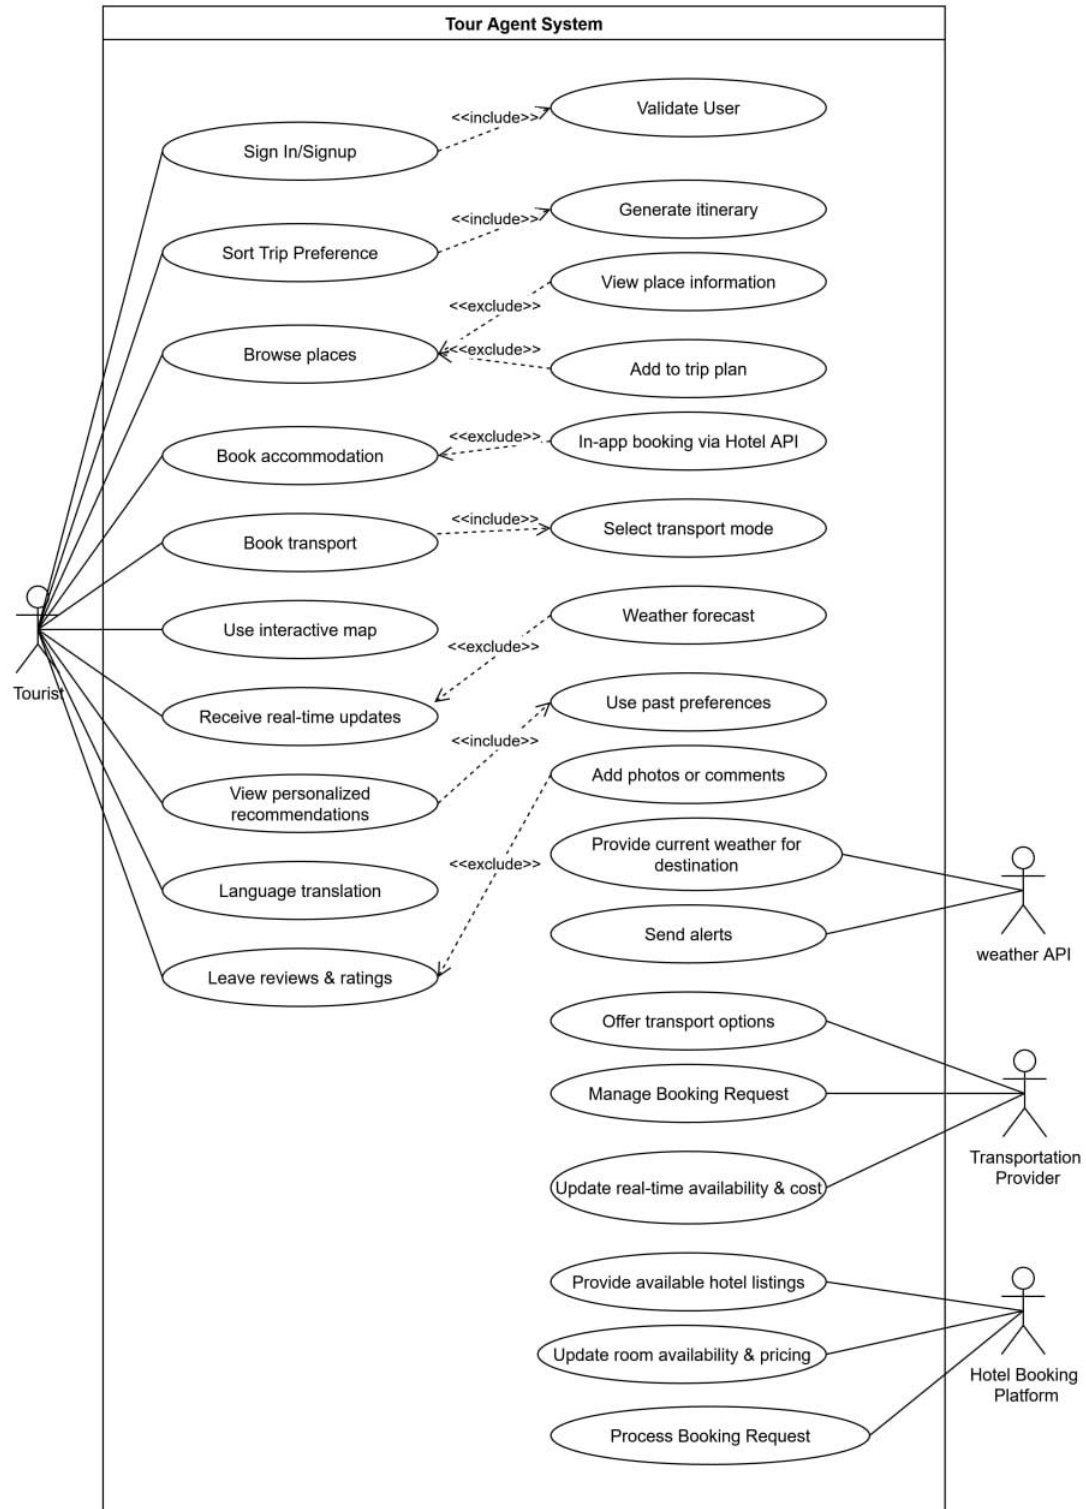 Tour Agent System
Validate User
<<include>>
Sign In/Signup
Generate itinerary
<<include>>
Sort Trip Preference
View place information
<<exclude>>
Browse places
<<exclude>>
Add to trip plan
<<exclude>>
In-app booking via Hotel API
Book accommodation
<<include>>
Select transport mode
Book transport
Weather forecast
Use interactive map
<<exclude>>
Tourist
Receive real-time updates
Use past preferences
<<include>>
Add photos or comments
View personalized
recommendations
Provide current weather for
destination
<<exclude>>
Language translation
Send alerts
weather API
Leave reviews & ratings
Offer transport options
Manage Booking Request
Transportation
Provider
Update real-time availability & cost
Provide available hotel listings
Update room availability & pricing
Hotel Booking
Platform
Process Booking Request